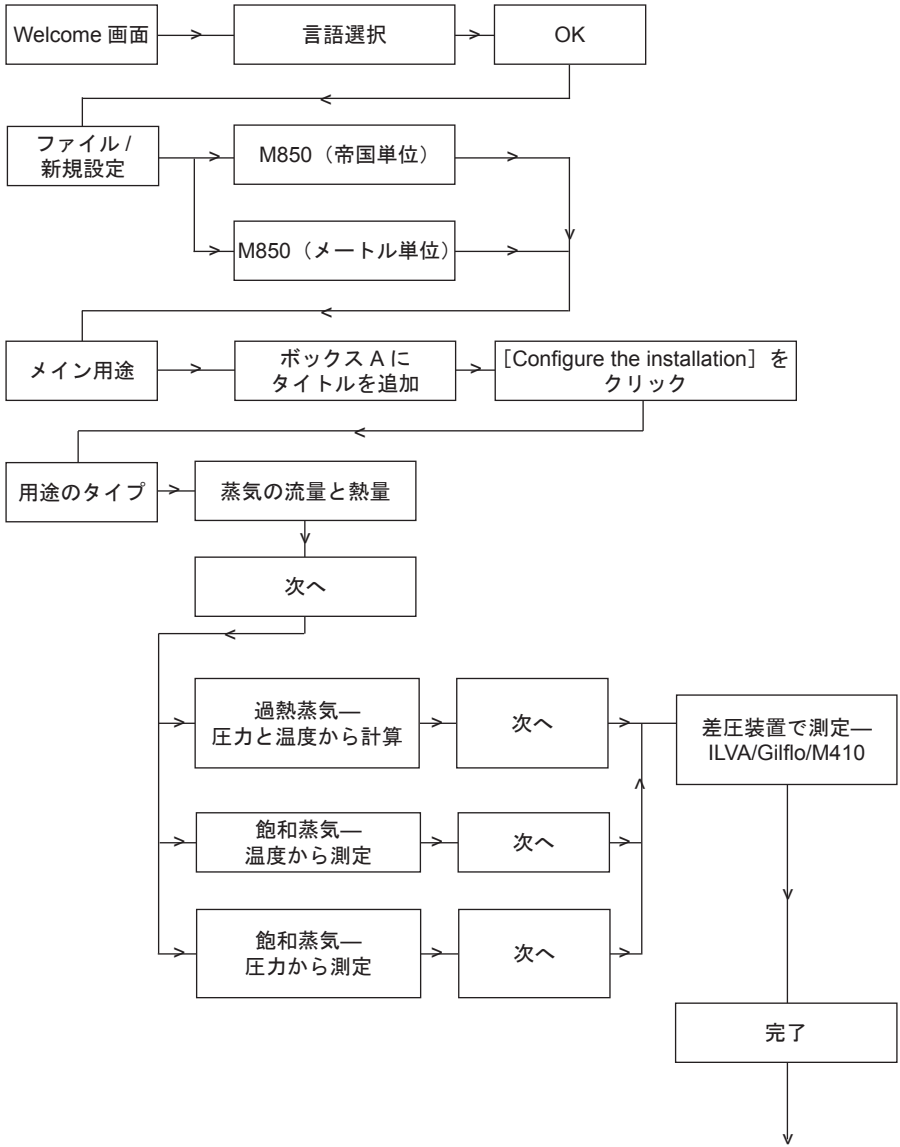 Welcome 画面
言語選択
OK
ファイル /
新規設定
M850（帝国単位）
M850（メートル単位）
メイン用途
ボックス A に
タイトルを追加
［Configure the installation］を
クリック
用途のタイプ
蒸気の流量と熱量
次へ
過熱蒸気—
圧力と温度から計算
次へ
差圧装置で測定—
ILVA/Gilflo/M410
飽和蒸気—
温度から測定
次へ
飽和蒸気—
圧力から測定
次へ
完了